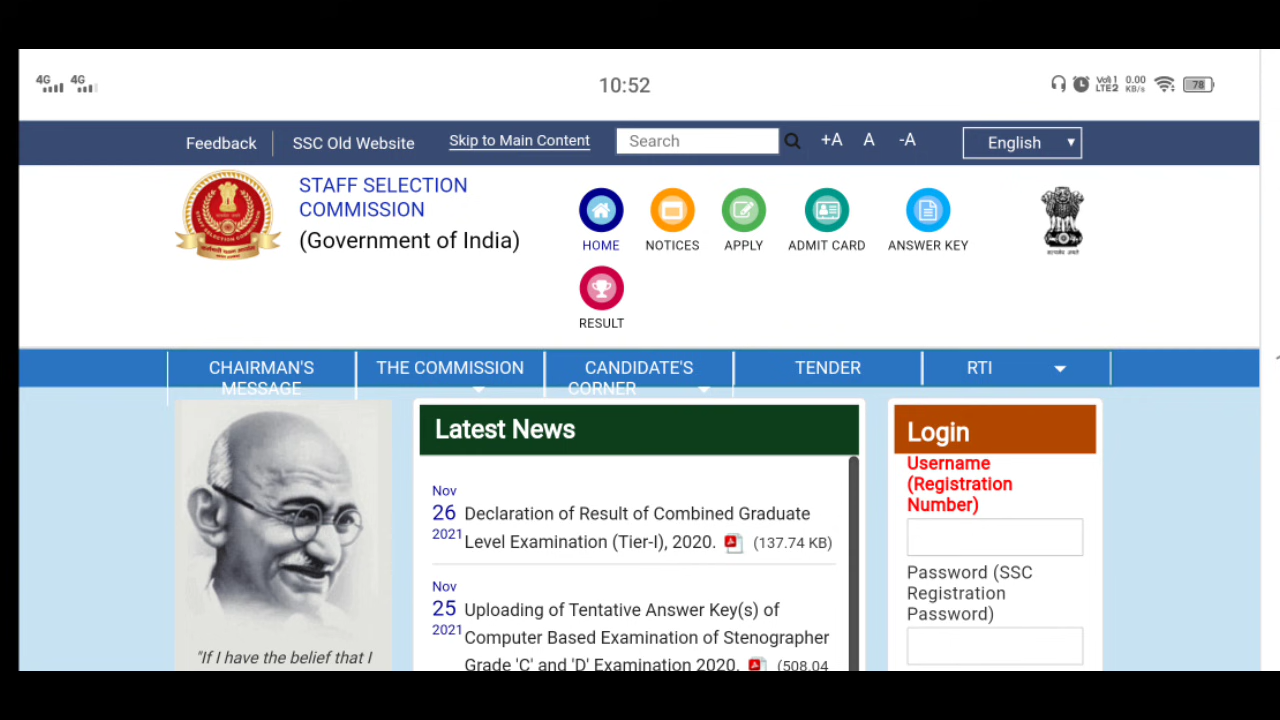 4G 4G 10:52 Vo1) 1 LTE2 0.00 KB/s 78
Feedback SSC Old Website Skip to Main Content Search +A A -A English
STAFF SELECTION
COMMISSION
(Government of India)
HOME NOTICES APPLY ADMIT CARD ANSWER KEY
RESULT
CHAIRMAN'S
MESSAGE
THE COMMISSION
CANDIDATE'S
CORNER
TENDER
RTI
"If I have the belief that I
Latest News
Nov
26
2021
Declaration of Result of Combined Graduate
Level Examination (Tier-I), 2020. (137.74 KB)
Nov
25
2021
Uploading of Tentative Answer Key(s) of
Computer Based Examination of Stenographer
Grade 'C' and 'D' Examination 2020. (508.04
Login
Username
(Registration
Number)
Password (SSC
Registration
Password)